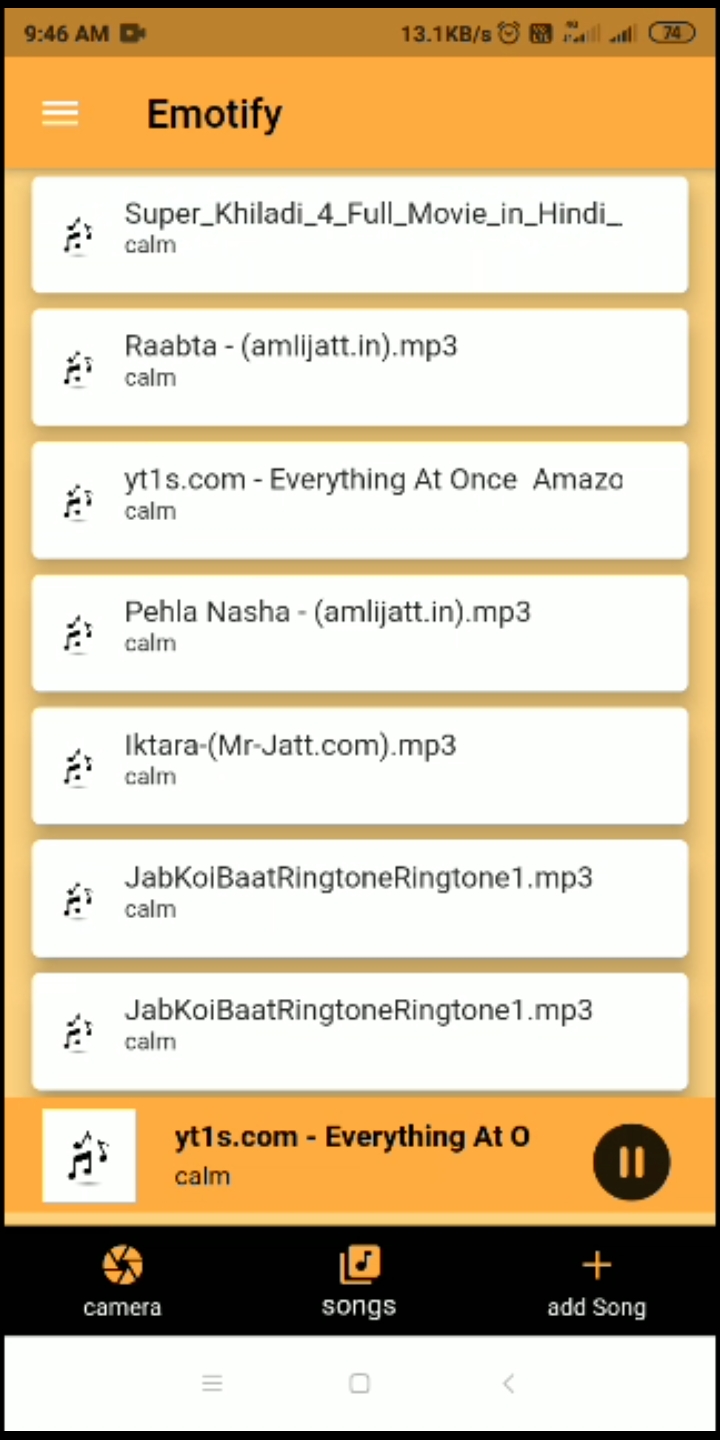 9:46 AM 13.1KB/s 74
Emotify
Super_Khiladi_4_Full_Movie_in_Hindi_
calm
Raabta - (amlijatt.in).mp3
calm
yt1s.com - Everything At Once  Amazo
calm
Pehla Nasha - (amlijatt.in).mp3
calm
Iktara-(Mr-Jatt.com).mp3
calm
JabKoiBaatRingtoneRingtone1.mp3
calm
JabKoiBaatRingtoneRingtone1.mp3
calm
yt1s.com - Everything At O
calm
camera songs add Song